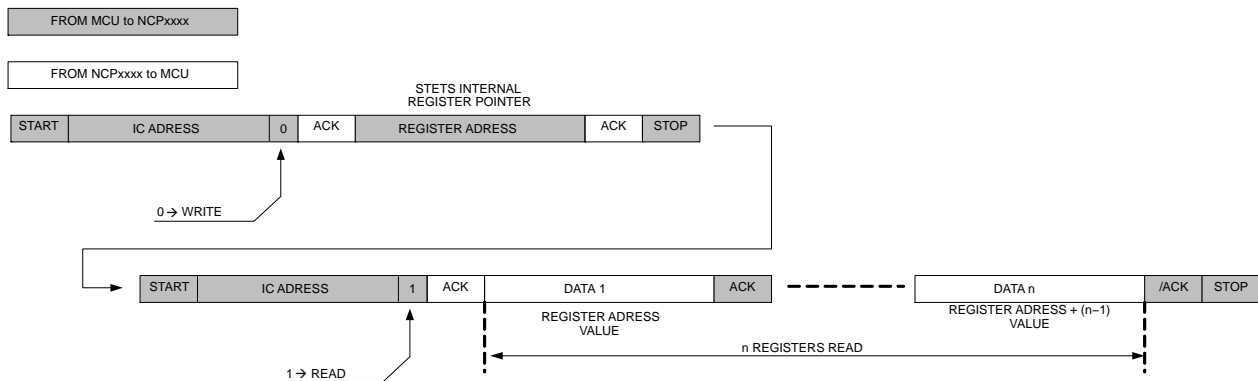 FROM MCU to NCPxxxx
FROM NCPxxxx to MCU
STETS INTERNAL
REGISTER POINTER
START IC ADRESS 0 ACK REGISTER ADRESS ACK STOP
0 → WRITE
START IC ADRESS 1 ACK DATA 1 ACK DATA n /ACK STOP
REGISTER ADRESS
VALUE
REGISTER ADRESS + (n−1)
VALUE
n REGISTERS READ
1 → READ